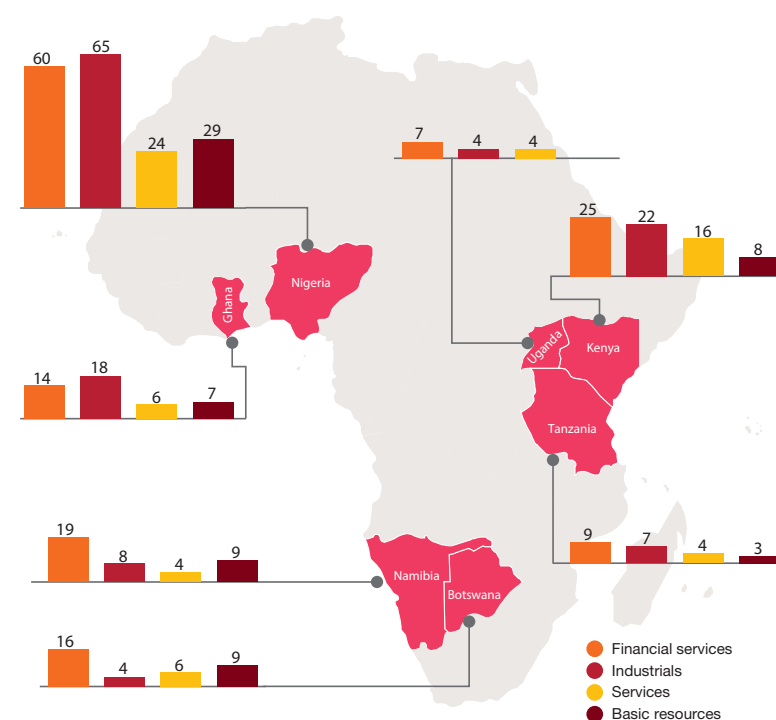 60
65
24
29
7
4
4
25
22
16
8
Nigeria
Ghana
Uganda
Kenya
14
18
6
7
Tanzania
19
8
4
9
9
7
4
3
Namibia
Botswana
16
4
6
9
Financial services
Industrials
Services
Basic resources